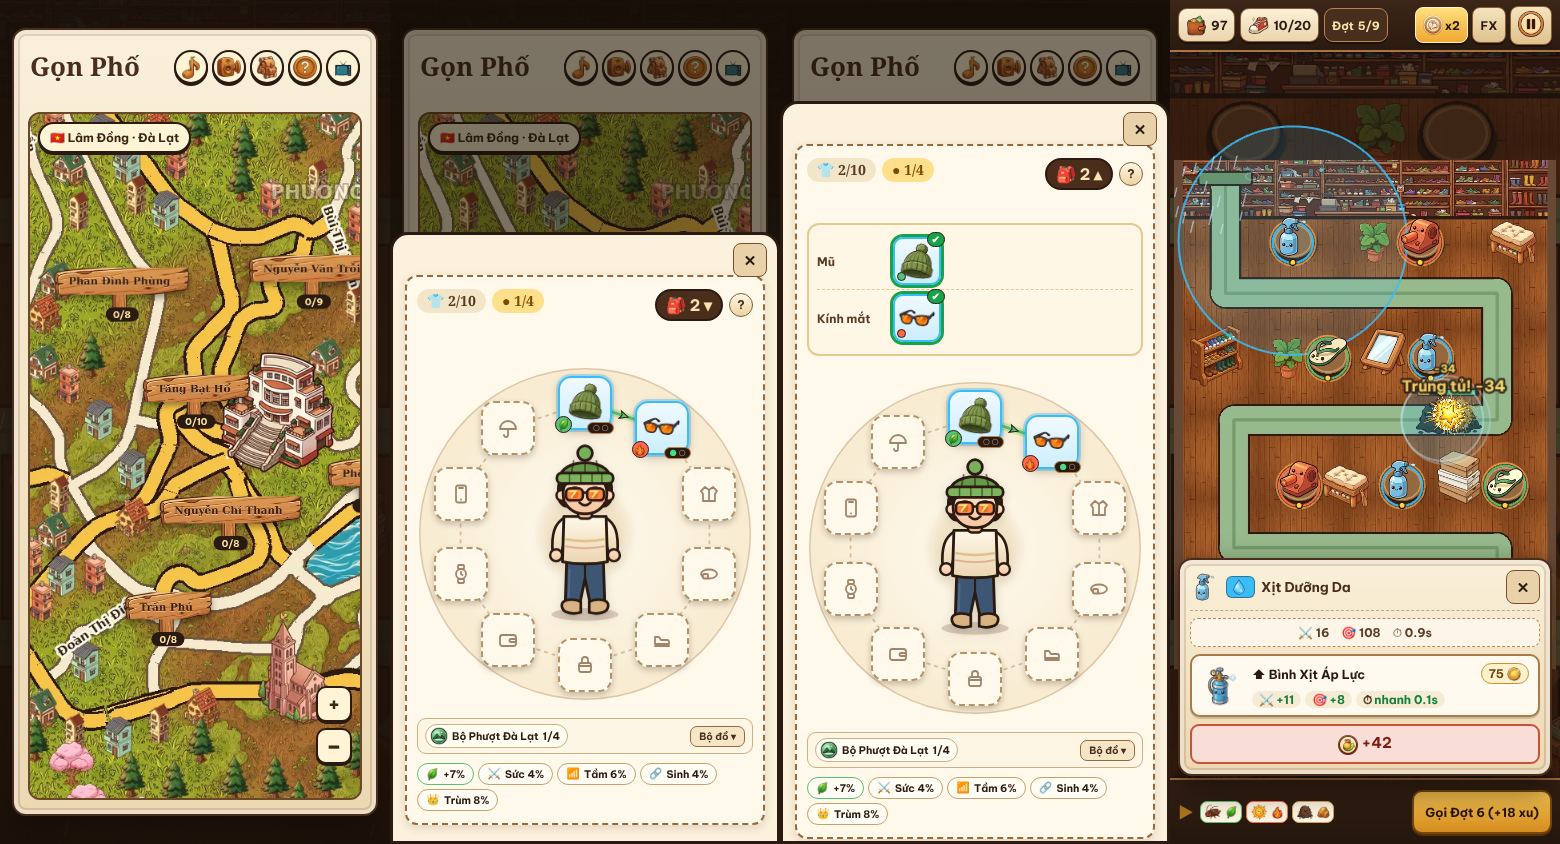 Gọn Phố
Lâm Đồng · Đà Lạt
PHƯỜNG
Bùi Thị
Phan Đình Phùng
0/8
Nguyễn Văn Trỗi
0/9
Tăng Bạt Hổ
0/10
Nguyễn Chí Thanh
0/8
Trần Phú
0/8
Đoàn Thị Đi
+
−
Gọn Phố
Lâm Đồng · Đà Lạt
PHƯỜNG
✕
2/10
1/4
2 ▾
?
Bộ Phượt Đà Lạt 1/4
Bộ đồ ▾
+7%
Sức 4%
Tầm 6%
Sinh 4%
Trùm 8%
Gọn Phố
✕
2/10
1/4
2 ▴
?
Mũ
Kính mắt
Bộ Phượt Đà Lạt 1/4
Bộ đồ ▾
+7%
Sức 4%
Tầm 6%
Sinh 4%
Trùm 8%
97
10/20
Đợt 5/9
x2
FX
-34
Trúng tủ! -34
Xịt Dưỡng Da
✕
16
108
0.9s
Bình Xịt Áp Lực
75
+11
+8
nhanh 0.1s
+42
Gọi Đợt 6 (+18 xu)